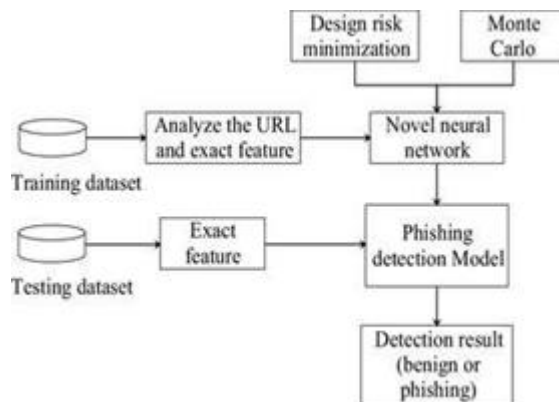 Design risk
minimization
Monte
Carlo
Analyze the URL
and exact feature
Novel neural
network
Training dataset
Exact
feature
Phishing
detection Model
Testing dataset
Detection result
(benign or
phishing)